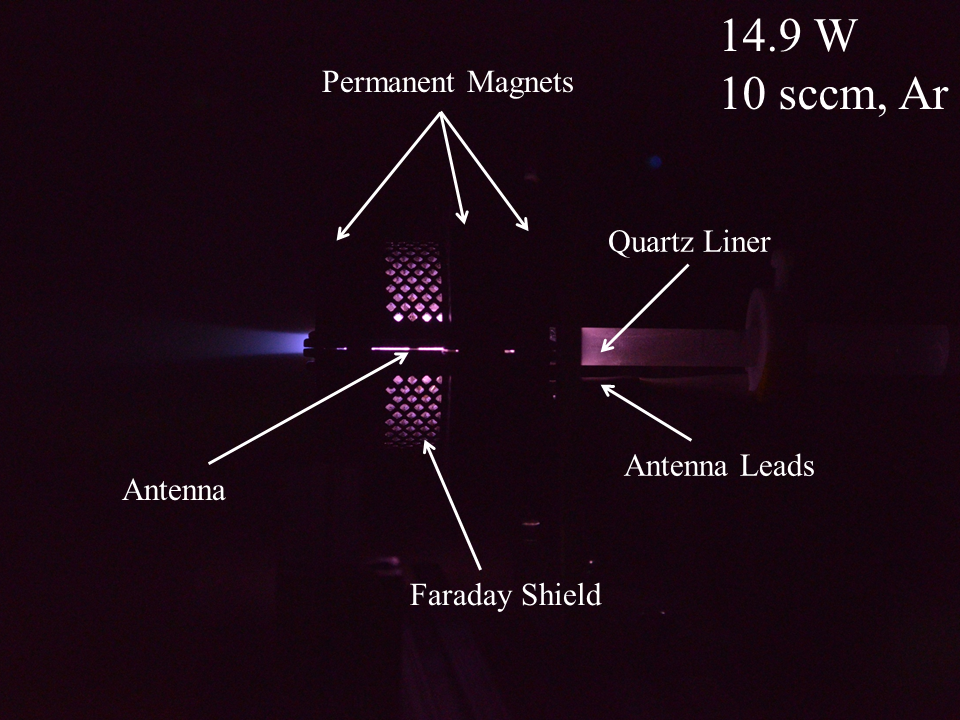 14.9 W
10 sccm, Ar
Permanent Magnets
Quartz Liner
Antenna Leads
Antenna
Faraday Shield